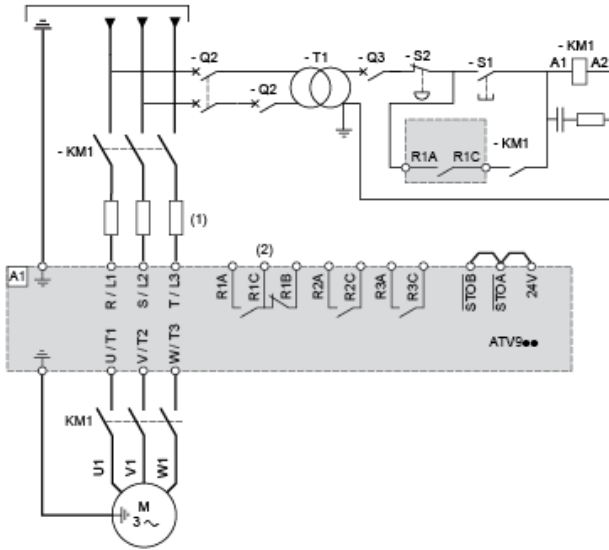 - Q2
- T1
- Q3
- S2
- S1
- KM1
A1
A2
- Q2
- KM1
- KM1
R1A
R1C
(1)
(2)
A1
R / L1
S / L2
T / L3
R1A
R1C
R1B
R2A
R2C
R3A
R3C
STOB
STOA
24V
ATV9●●
U / T1
V / T2
W / T3
KM1
U1
V1
W1
M
3 ~